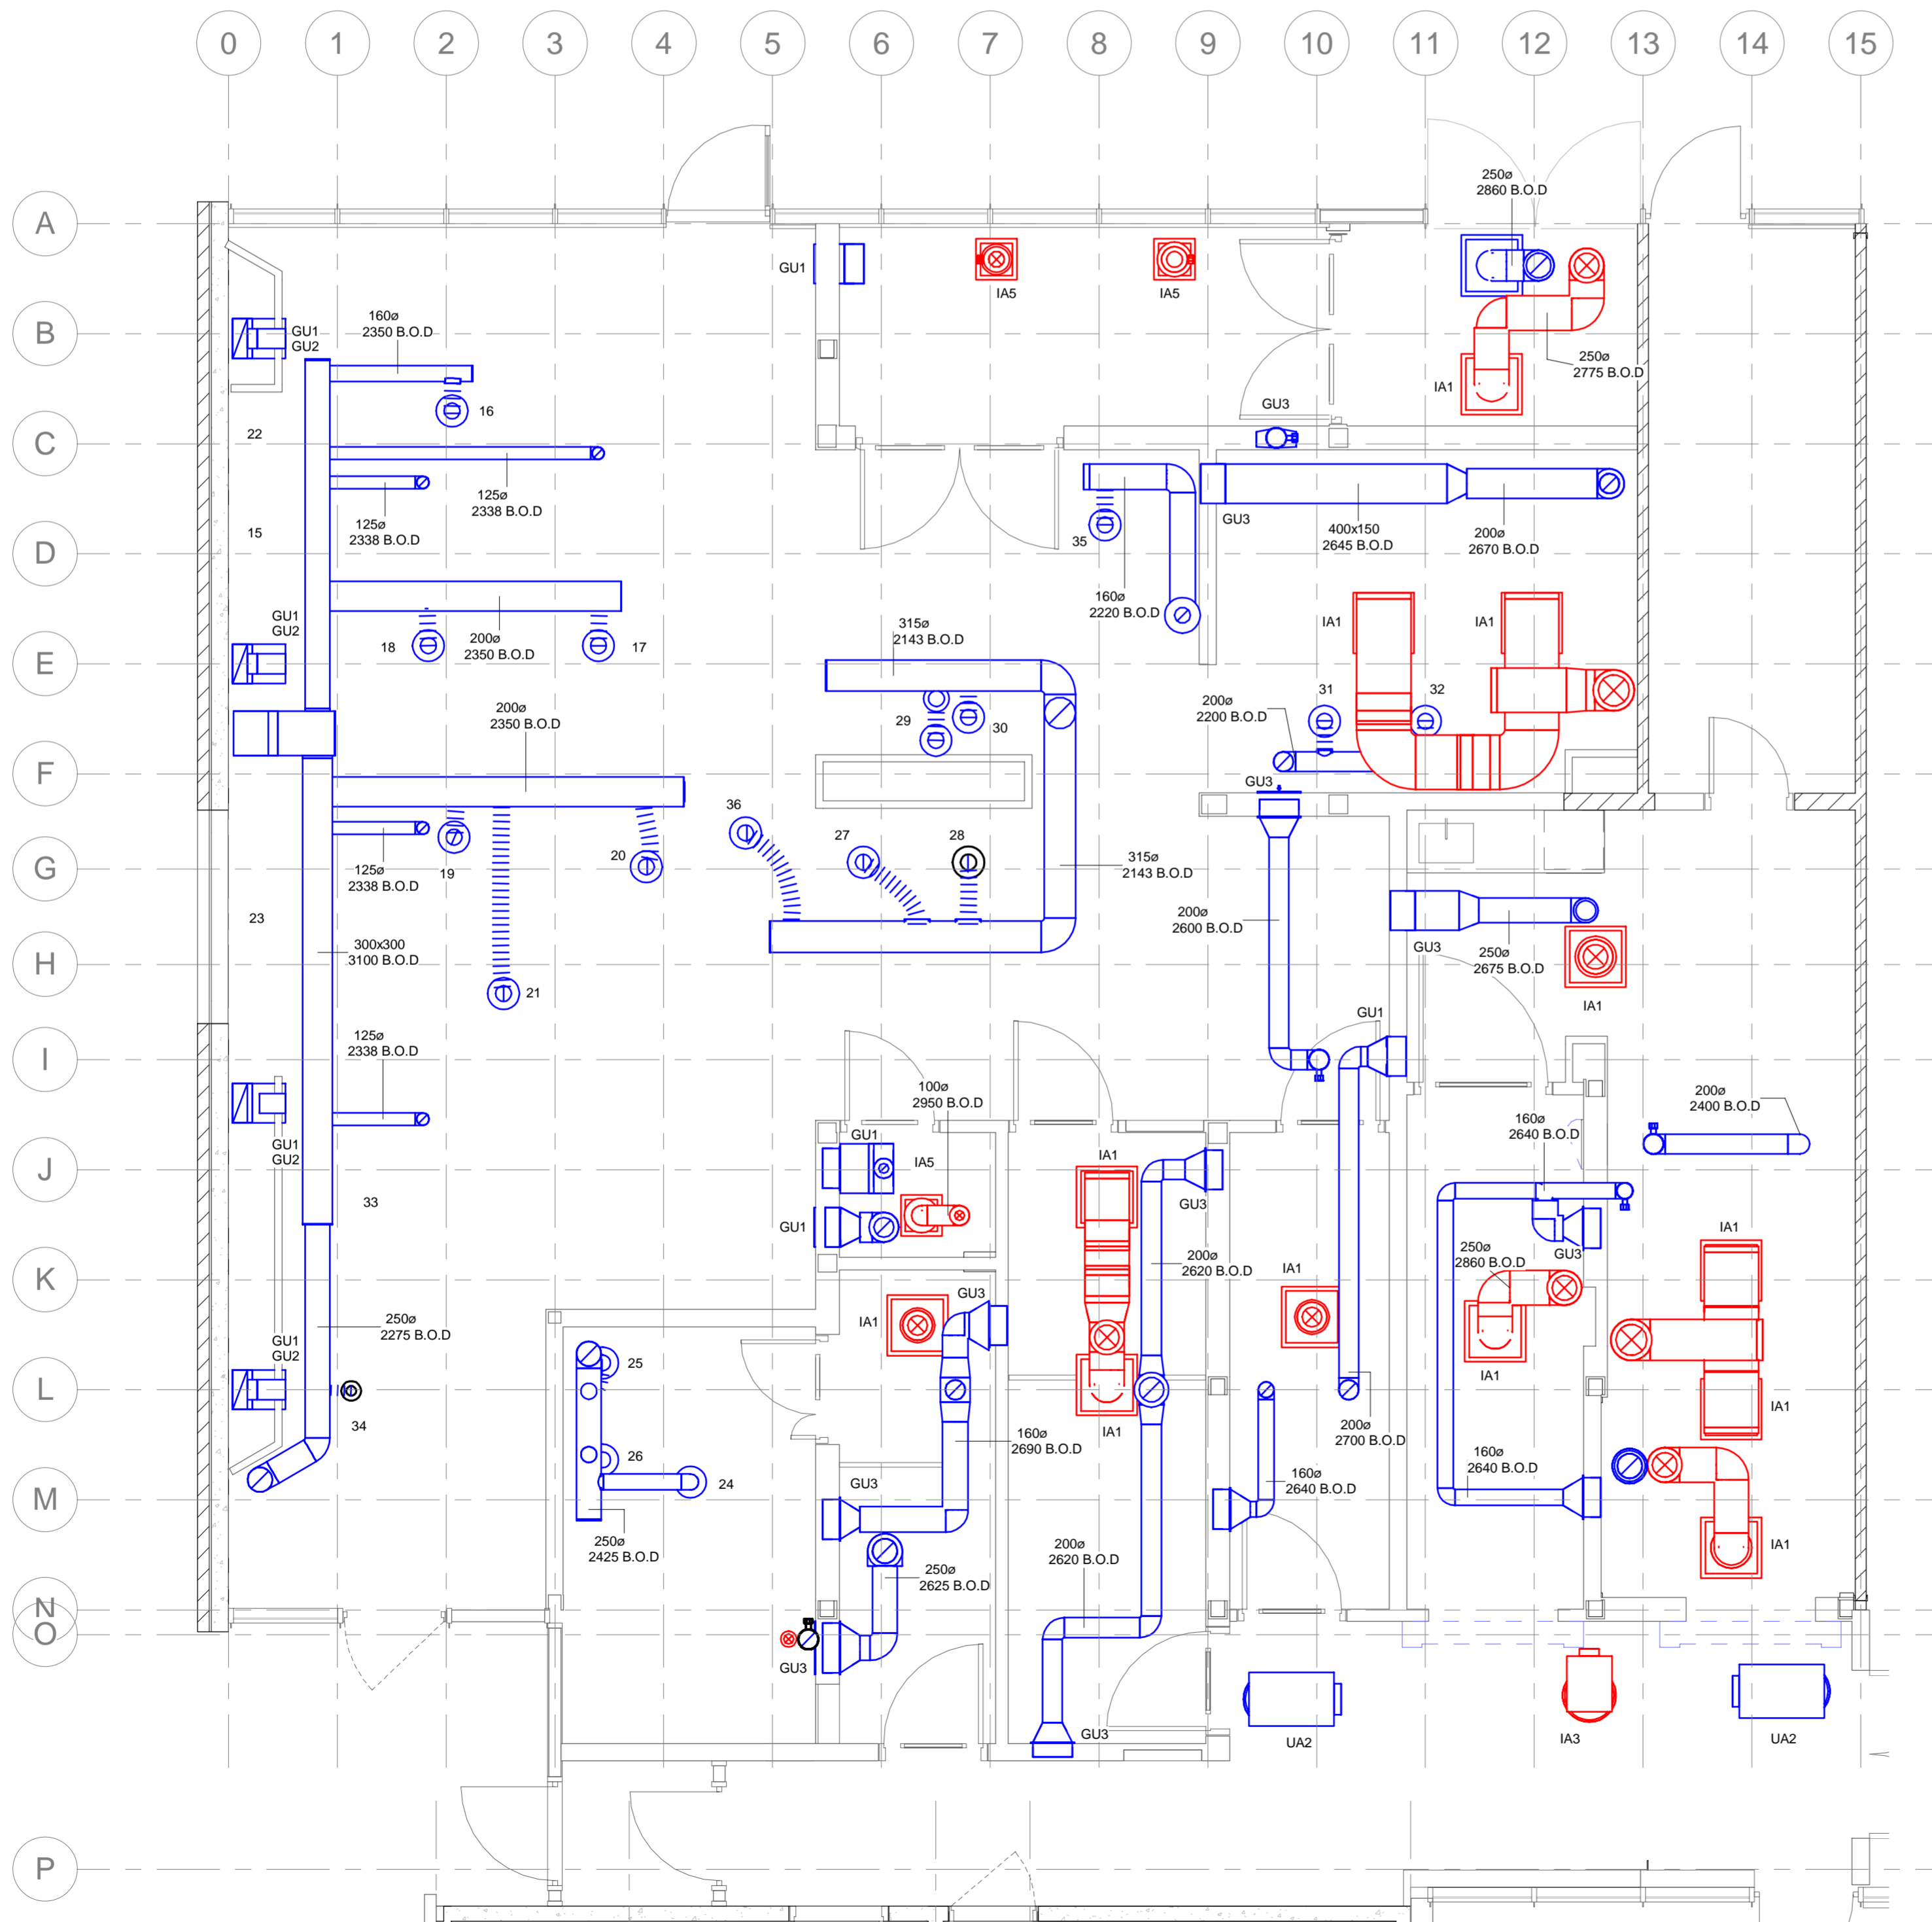 0 1 2 3 4 5 6 7 8 9 10 11 12 13 14 15
A
250ø
2860 B.O.D
GU1
IA5
IA5
B
GU1
GU2
160ø
2350 B.O.D
250ø
2775 B.O.D
IA1
16
GU3
C
22
125ø
2338 B.O.D
125ø
2338 B.O.D
15
GU3
400x150
2645 B.O.D
200ø
2670 B.O.D
35
D
160ø
2220 B.O.D
GU1
GU2
18
200ø
2350 B.O.D
17
315ø
2143 B.O.D
IA1
IA1
E
200ø
2350 B.O.D
29
30
200ø
2200 B.O.D
31
32
F
GU3
36
27
28
315ø
2143 B.O.D
20
G
125ø
2338 B.O.D
19
23
200ø
2600 B.O.D
GU3
250ø
2675 B.O.D
300x300
3100 B.O.D
H
21
IA1
GU1
125ø
2338 B.O.D
I
100ø
2950 B.O.D
200ø
2400 B.O.D
160ø
2640 B.O.D
GU1
GU2
GU1
IA5
IA1
J
GU3
33
GU1
IA1
GU3
200ø
2620 B.O.D
250ø
2860 B.O.D
IA1
K
GU3
IA1
250ø
2275 B.O.D
GU1
GU2
25
IA1
L
IA1
34
IA1
200ø
2700 B.O.D
160ø
2690 B.O.D
26
160ø
2640 B.O.D
GU3
24
160ø
2640 B.O.D
M
250ø
2425 B.O.D
200ø
2620 B.O.D
IA1
250ø
2625 B.O.D
N
O
GU3
GU3
UA2
IA3
UA2
P